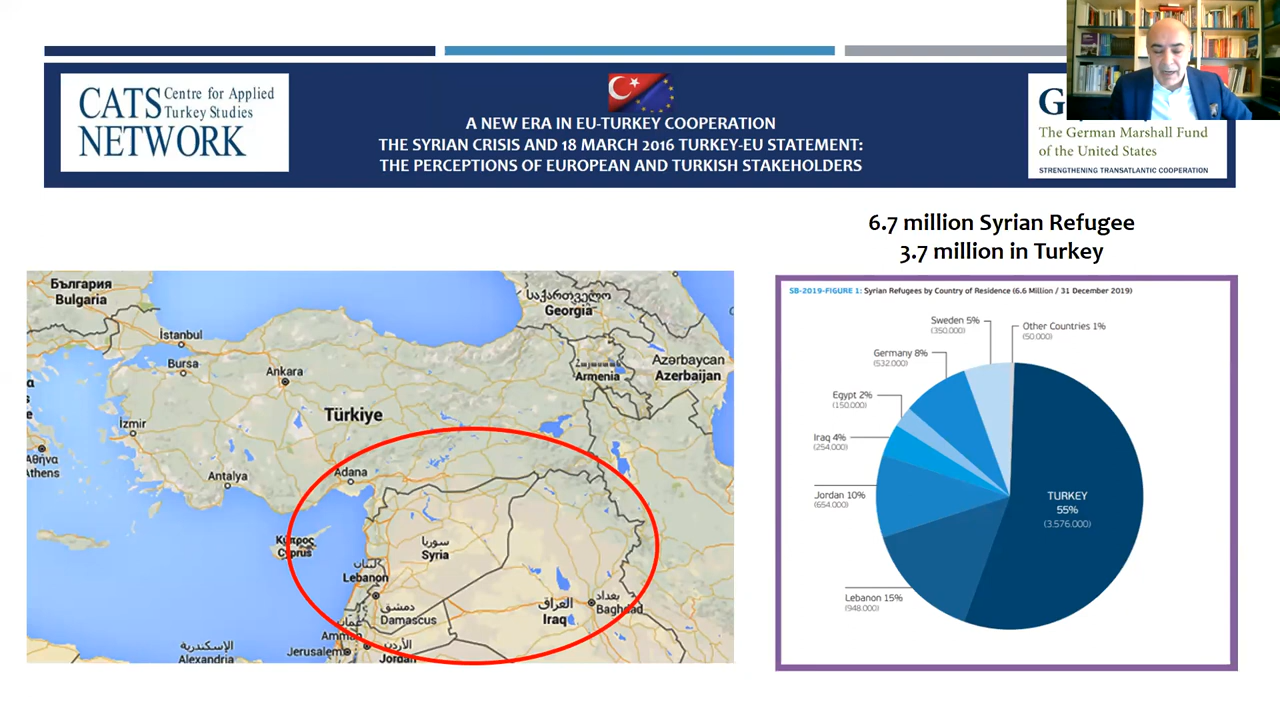 CATS Centre for Applied
Turkey Studies
NETWORK
A NEW ERA IN EU-TURKEY COOPERATION
THE SYRIAN CRISIS AND 18 MARCH 2016 TURKEY-EU STATEMENT:
THE PERCEPTIONS OF EUROPEAN AND TURKISH STAKEHOLDERS
G
The German Marshall Fund
of the United States
STRENGTHENING TRANSATLANTIC COOPERATION
6.7 million Syrian Refugee
3.7 million in Turkey
България
Bulgaria
İstanbul
Bursa
Ankara
İzmir
Türkiye
Antalya
Adana
Αθήνα
Athens
საქართველო
Georgia
Armenia
Azərbaycan
Azerbaijan
Κύπρος
Cyprus
سوريا
Syria
لبنان
Lebanon
دمشق
Damascus
العراق
Iraq
بغداد
Baghdad
عمان
Amman
Jerusalem
الأردن
Jordan
الإسكندرية
Alexandria
SB-2019-FIGURE 1: Syrian Refugees by Country of Residence (6.6 Million / 31 December 2019)
Sweden 5%
(350.000)
Other Countries 1%
(50.000)
Germany 8%
(532.000)
Egypt 2%
(150.000)
Iraq 4%
(254.000)
Jordan 10%
(654.000)
TURKEY
55%
(3.576.000)
Lebanon 15%
(948.000)